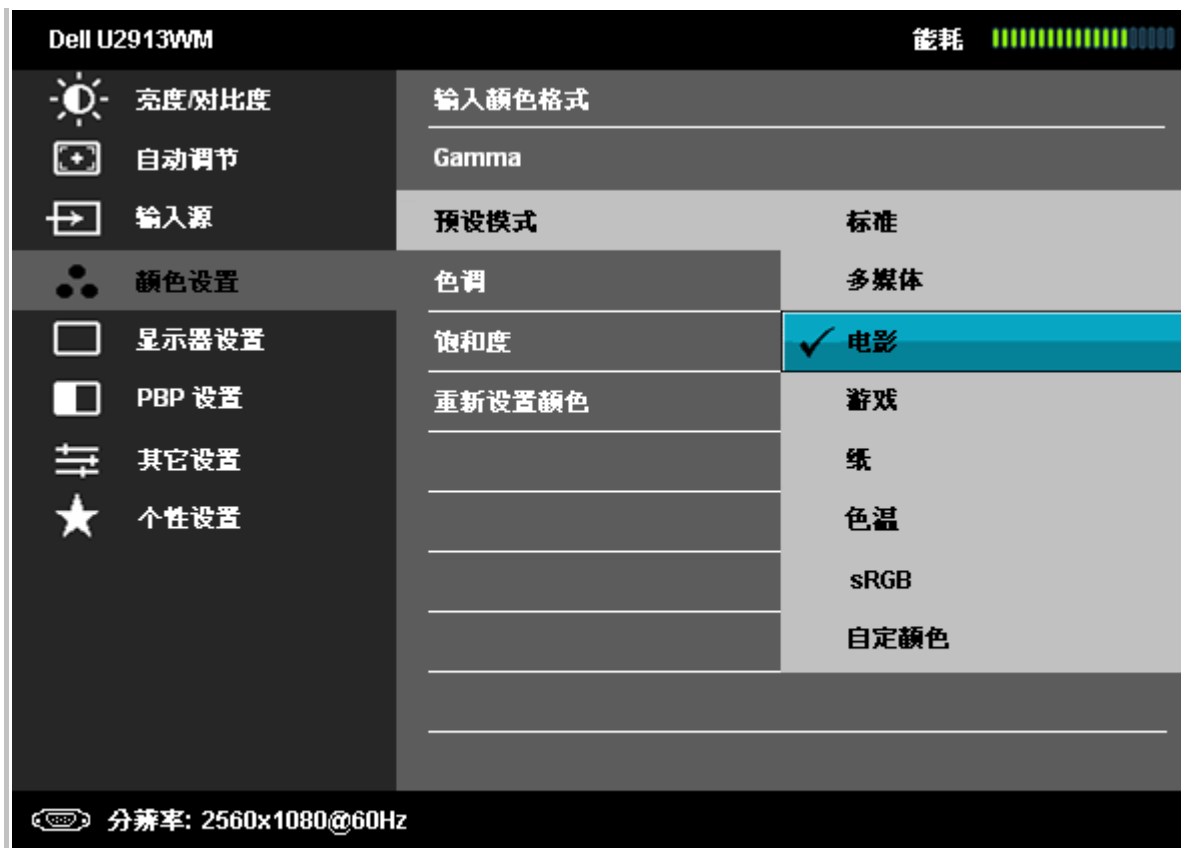 Dell U2913WM 能耗
亮度/对比度
自动调节
输入源
颜色设置
显示器设置
PBP 设置
其它设置
个性设置
输入颜色格式
Gamma
预设模式
色调
饱和度
重新设置颜色
标准
多媒体
电影
游戏
纸
色温
sRGB
自定颜色
分辨率: 2560x1080@60Hz